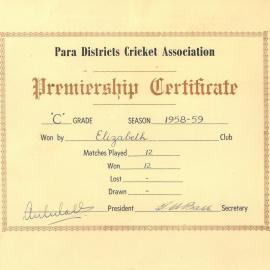 Para Districts Cricket Association
Premiership Certificate
"C" GRADE SEASON 1958-59
Won by Elizabeth Club
Matches Played 12
Won 12
Lost -
Drawn -
President Secretary